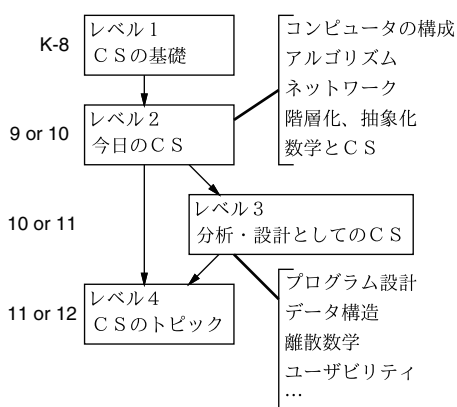 K-8
レベル１
ＣＳの基礎
コンピュータの構成
アルゴリズム
ネットワーク
階層化、抽象化
数学とＣＳ
9 or 10
レベル２
今日のＣＳ
10 or 11
レベル３
分析・設計としてのＣＳ
11 or 12
レベル４
ＣＳのトピック
プログラム設計
データ構造
離散数学
ユーザビリティ
…